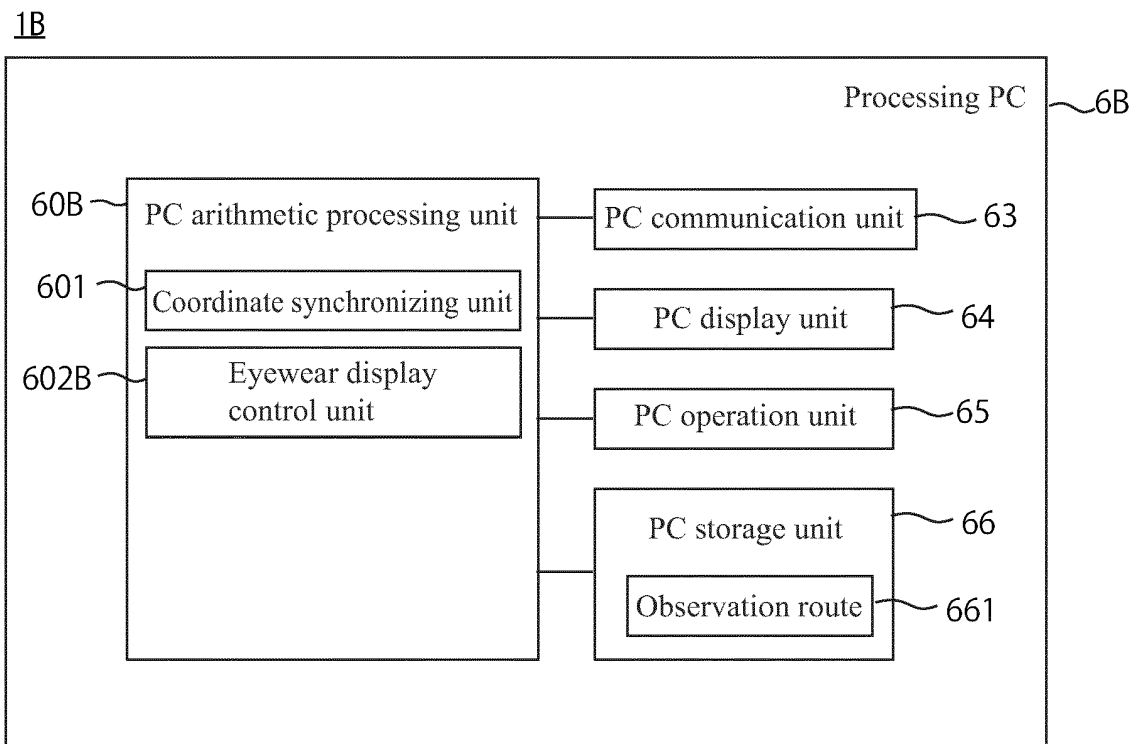 1B
Processing PC
6B
60B
PC arithmetic processing unit
PC communication unit
63
601
Coordinate synchronizing unit
PC display unit
64
602B
Eyewear display
control unit
PC operation unit
65
PC storage unit
66
Observation route
661